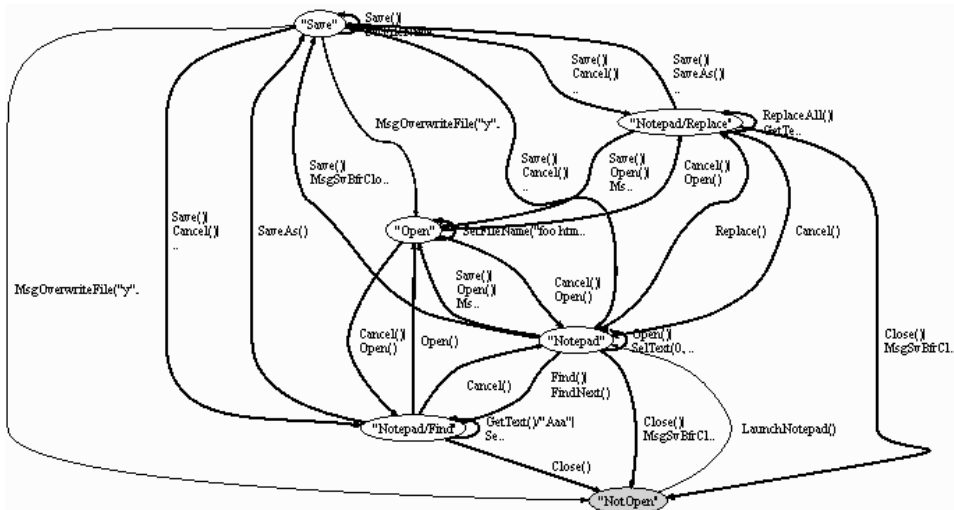 "Save"
Save()|
Save()|
Cancel()|
..
Save()|
SaveAs()|
..
"Notepad/Replace"
ReplaceAll()|
GetTe..
MsgOverwriteFile("y".
Save()|
MsgSvBfrClo..
Save()|
Cancel()|
..
Save()|
Open()|
Ms..
Cancel()|
Open()
Save()|
Cancel()|
..
SaveAs()
"Open"
SetFileName("foo.htm..
Replace()
Cancel()
MsgOverwriteFile("y".
Save()|
Open()|
Ms..
Cancel()|
Open()
Cancel()|
Open()
Open()
"Notepad"
Open()|
SelText(0, ..
Close()|
MsgSvBfrCl..
Cancel()
Find()|
FindNext()
"Notepad/Find"
GetText()/"Aaa"|
Se..
Close()|
MsgSvBfrCl..
LaunchNotepad()
Close()
"NotOpen"